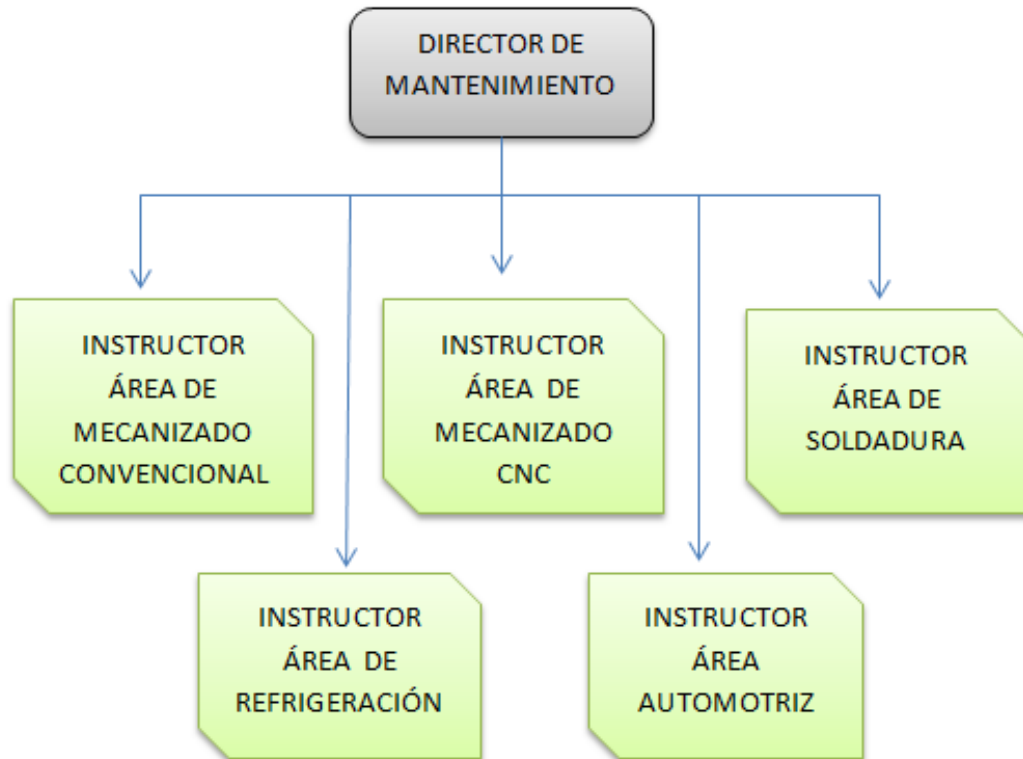 DIRECTOR DE
MANTENIMIENTO
INSTRUCTOR
ÁREA DE
MECANIZADO
CONVENCIONAL
INSTRUCTOR
ÁREA DE
MECANIZADO
CNC
INSTRUCTOR
ÁREA DE
SOLDADURA
INSTRUCTOR
ÁREA DE
REFRIGERACIÓN
INSTRUCTOR
ÁREA
AUTOMOTRIZ